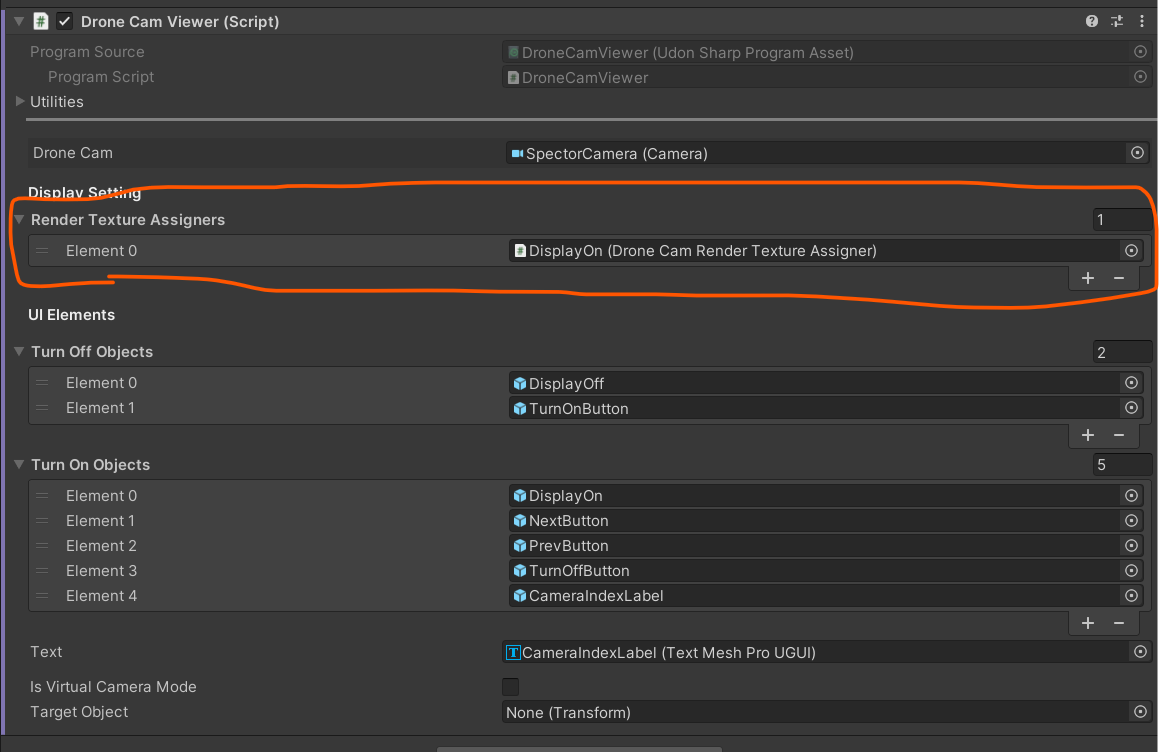 Drone Cam Viewer (Script)
Program Source DroneCamViewer (Udon Sharp Program Asset)
Program Script DroneCamViewer
Utilities
Drone Cam SpectorCamera (Camera)
Display Setting
Render Texture Assigners 1
Element 0 DisplayOn (Drone Cam Render Texture Assigner)
UI Elements
Turn Off Objects 2
Element 0 DisplayOff
Element 1 TurnOnButton
Turn On Objects 5
Element 0 DisplayOn
Element 1 NextButton
Element 2 PrevButton
Element 3 TurnOffButton
Element 4 CameraIndexLabel
Text CameraIndexLabel (Text Mesh Pro UGUI)
Is Virtual Camera Mode
Target Object None (Transform)